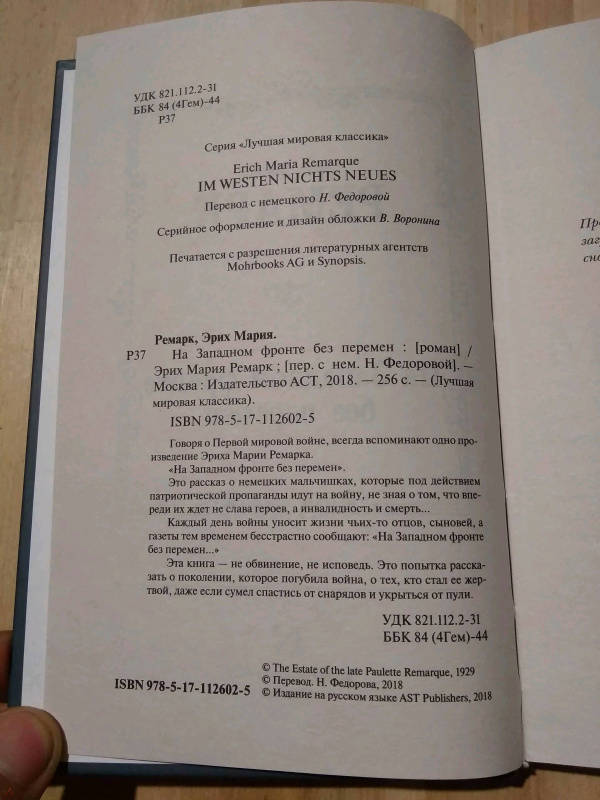 УДК 821.112.2-31
ББК 84 (4Гем)-44
Р37
Серия «Лучшая мировая классика»
Erich Maria Remarque
IM WESTEN NICHTS NEUES
Перевод с немецкого Н. Федоровой
Серийное оформление и дизайн обложки В. Воронина
Печатается с разрешения литературных агентств
Mohrbooks AG и Synopsis.
Ремарк, Эрих Мария.
Р37 На Западном фронте без перемен : [роман] /
Эрих Мария Ремарк ; [пер. с нем. Н. Федоровой]. —
Москва : Издательство АСТ, 2018. — 256 с. — (Лучшая
мировая классика).
ISBN 978-5-17-112602-5
Говоря о Первой мировой войне, всегда вспоминают одно про-
изведение Эриха Марии Ремарка.
«На Западном фронте без перемен».
Это рассказ о немецких мальчишках, которые под действием
патриотической пропаганды идут на войну, не зная о том, что впе-
реди их ждет не слава героев, а инвалидность и смерть...
Каждый день войны уносит жизни чьих-то отцов, сыновей, а
газеты тем временем бесстрастно сообщают: «На Западном фронте
без перемен...»
Эта книга — не обвинение, не исповедь. Это попытка расска-
зать о поколении, которое погубила война, о тех, кто стал ее жер-
твой, даже если сумел спастись от снарядов и укрыться от пули.
УДК 821.112.2-31
ББК 84 (4Гем)-44
© The Estate of the late Paulette Remarque, 1929
© Перевод. Н. Федорова, 2018
ISBN 978-5-17-112602-5 © Издание на русском языке AST Publishers, 2018